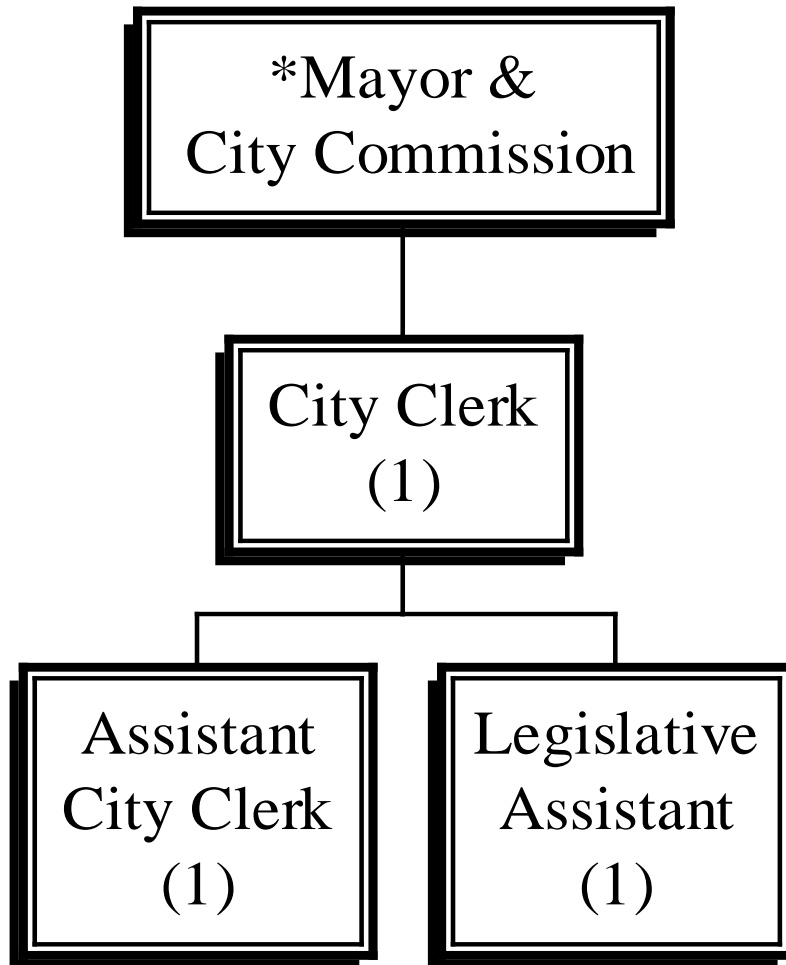 *Mayor &
City Commission
City Clerk
(1)
Assistant
City Clerk
(1)
Legislative
Assistant
(1)